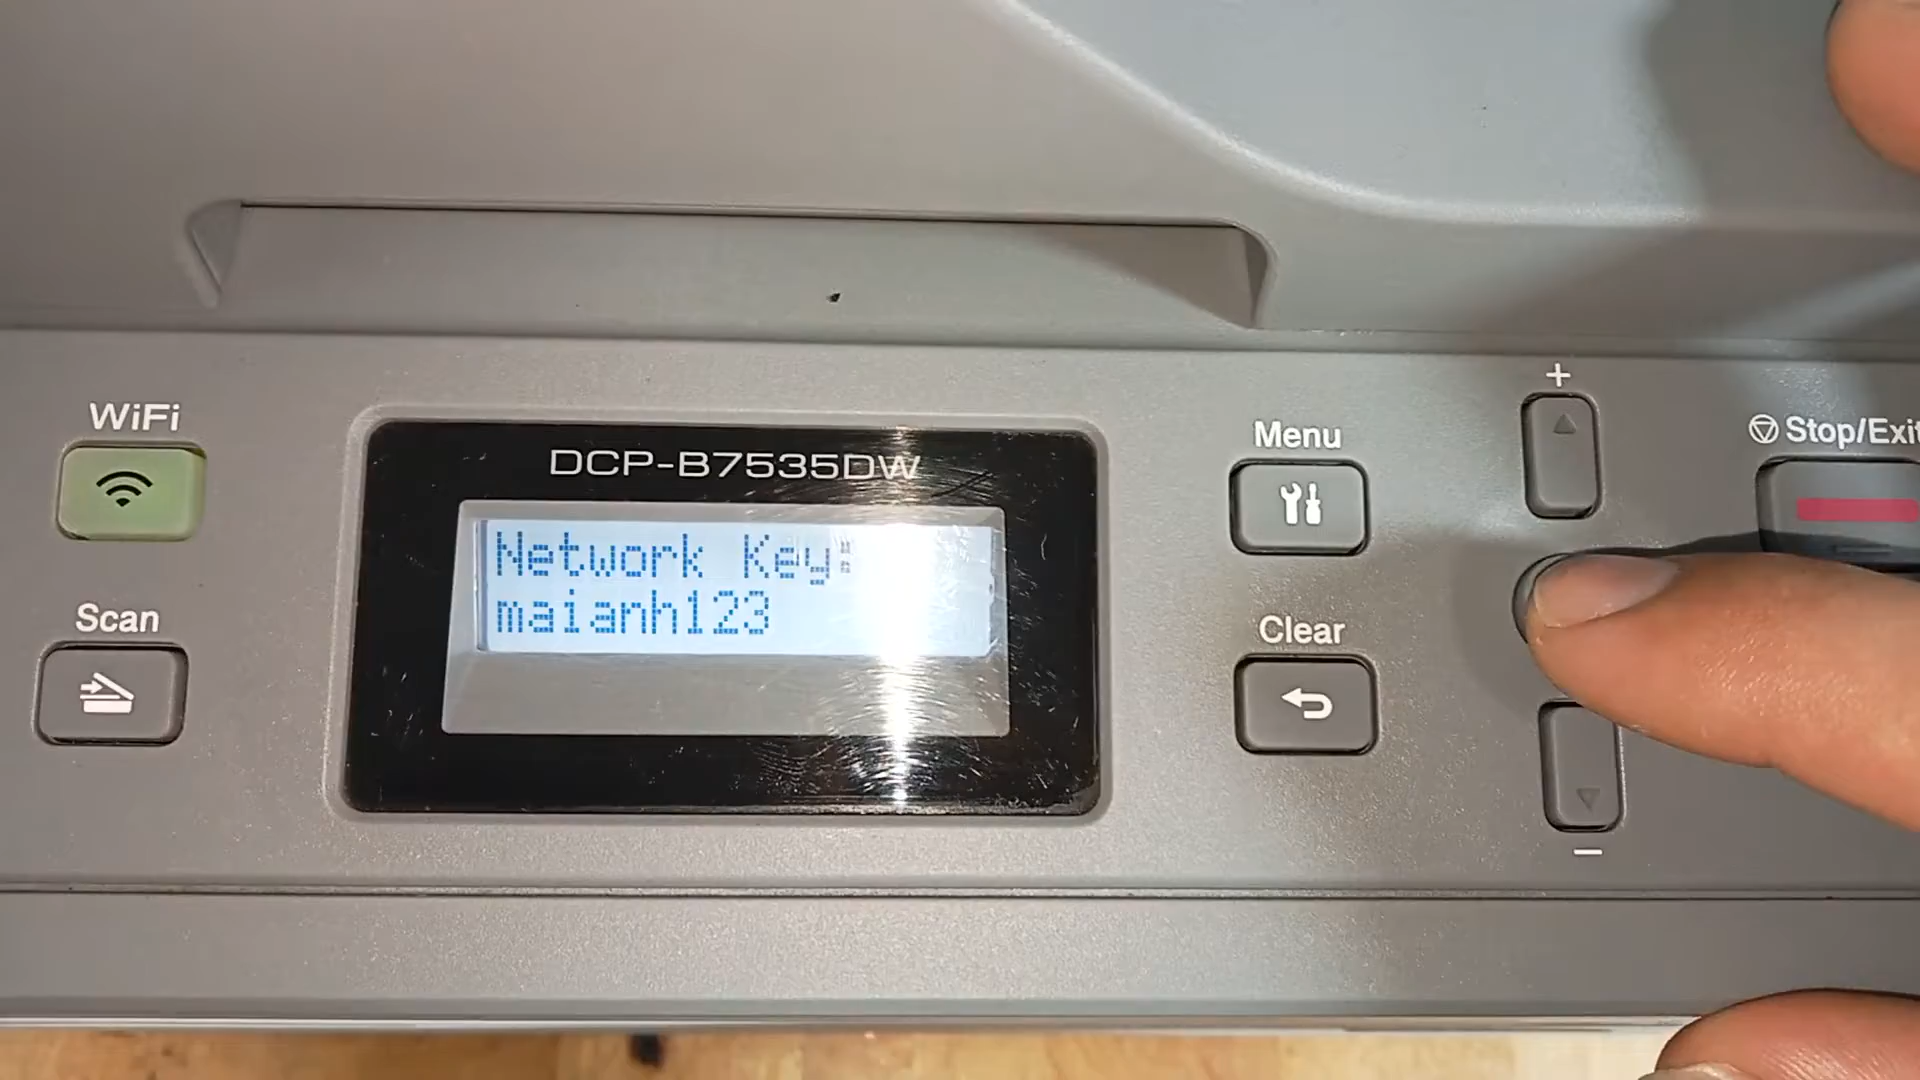 WiFi
Scan
DCP-B7535DW
Network Key:
maianh123
Menu
Clear
+
−
Stop/Exit